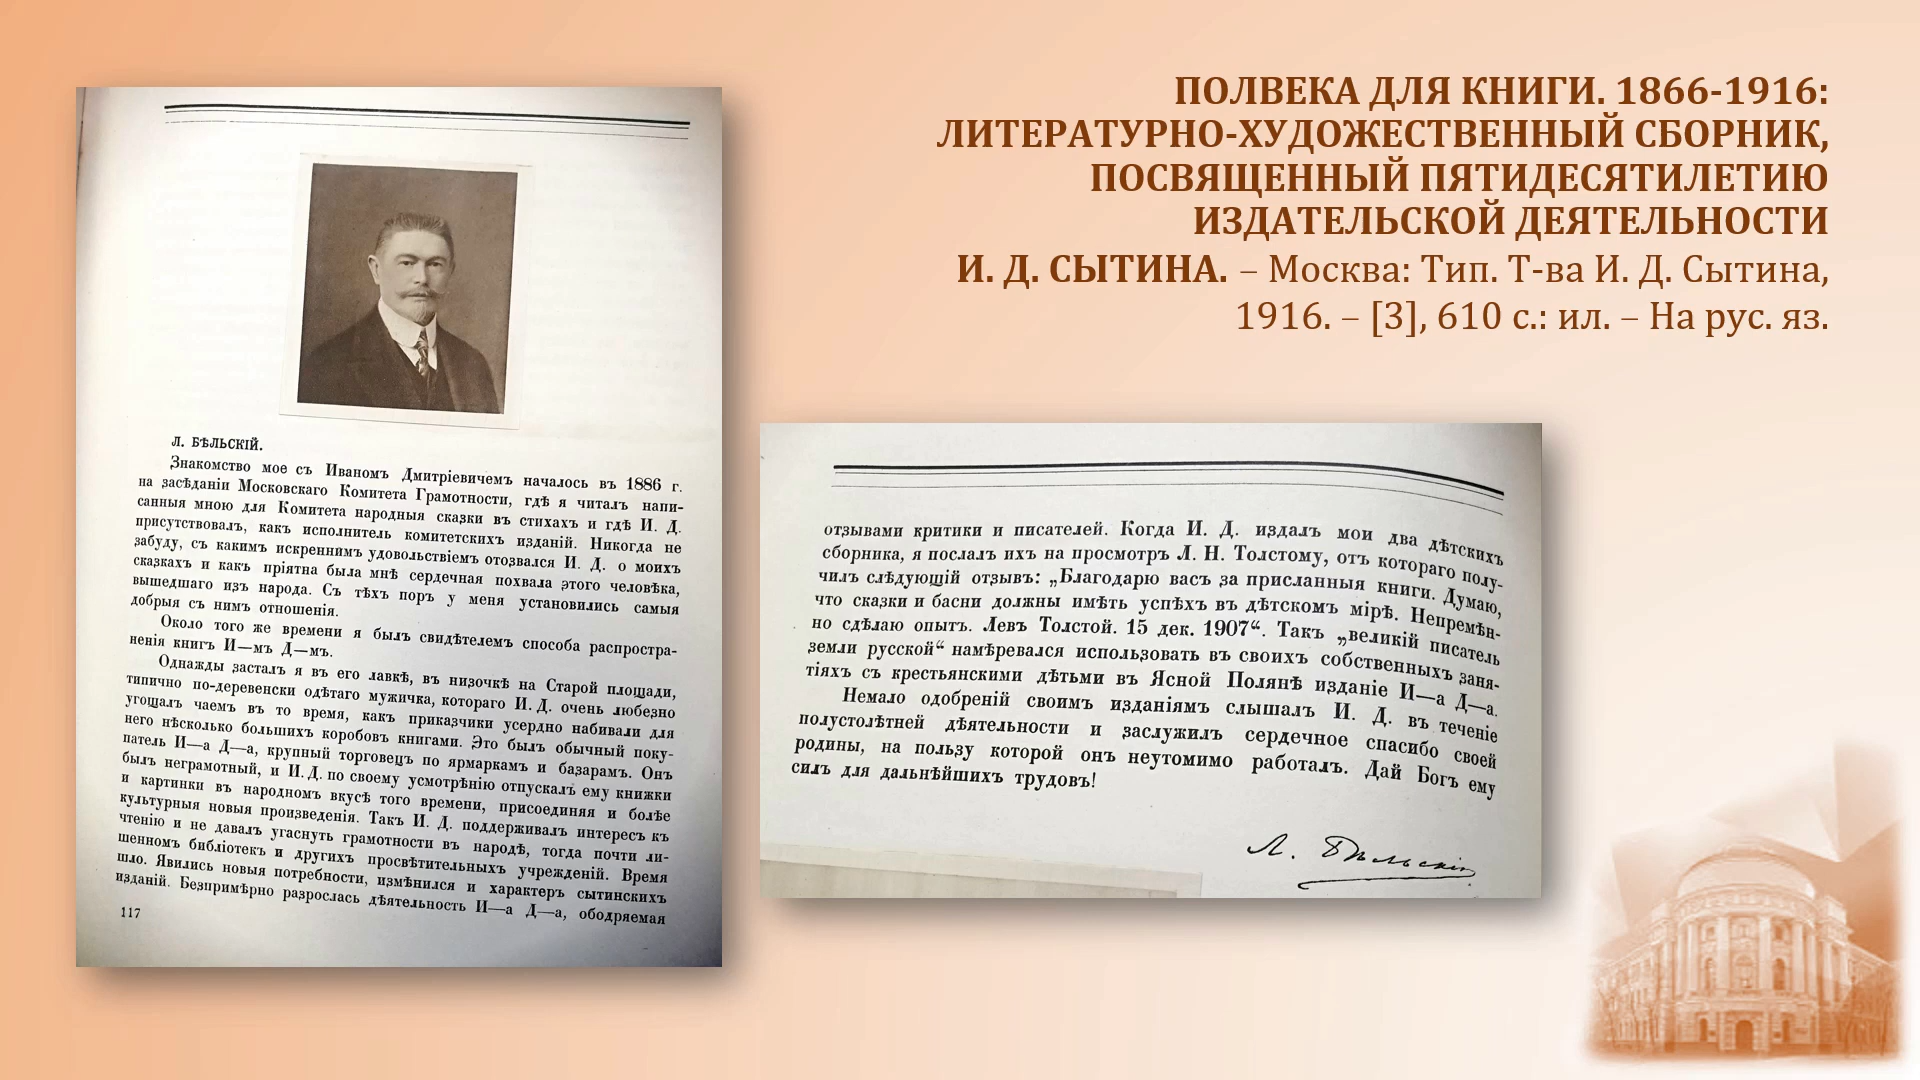 ПОЛВЕКА ДЛЯ КНИГИ. 1866-1916:
ЛИТЕРАТУРНО-ХУДОЖЕСТВЕННЫЙ СБОРНИК,
ПОСВЯЩЕННЫЙ ПЯТИДЕСЯТИЛЕТИЮ
ИЗДАТЕЛЬСКОЙ ДЕЯТЕЛЬНОСТИ
И. Д. СЫТИНА. – Москва: Тип. Т-ва И. Д. Сытина,
1916. – [3], 610 с.: ил. – На рус. яз.
Л. БѢЛЬСКІЙ.
Знакомство мое съ Иваномъ Дмитріевичемъ началось въ 1886 г.
на засѣданіи Московскаго Комитета Грамотности, гдѣ я читалъ напи-
санныя мною для Комитета народныя сказки въ стихахъ и гдѣ И. Д.
присутствовалъ, какъ исполнитель комитетскихъ изданій. Никогда не
забуду, съ какимъ искреннимъ удовольствіемъ отозвался И. Д. о моихъ
сказкахъ и какъ пріятна была мнѣ сердечная похвала этого человѣка,
вышедшаго изъ народа. Съ тѣхъ поръ у меня установились самыя
добрыя съ нимъ отношенія.
Около того же времени я былъ свидѣтелемъ способа распростра-
ненія книгъ И—мъ Д—мъ.
Однажды засталъ я въ его лавкѣ, въ низочкѣ на Старой площади,
типично по-деревенски одѣтаго мужичка, котораго И. Д. очень любезно
угощалъ чаемъ въ то время, какъ приказчики усердно набивали для
него нѣсколько большихъ коробовъ книгами. Это былъ обычный поку-
патель И—а Д—а, крупный торговецъ по ярмаркамъ и базарамъ. Онъ
былъ неграмотный, и И. Д. по своему усмотрѣнію отпускалъ ему книжки
и картинки въ народномъ вкусѣ того времени, присоединяя и болѣе
культурныя новыя произведенія. Такъ И. Д. поддерживалъ интересъ къ
чтенію и не давалъ угаснуть грамотности въ народѣ, тогда почти ли-
шенномъ библіотекъ и другихъ просвѣтительныхъ учрежденій. Время
шло. Явились новыя потребности, измѣнился и характеръ сытинскихъ
изданій. Безпримѣрно разрослась дѣятельность И—а Д—а, ободряемая
117
отзывами критики и писателей. Когда И. Д. издалъ мои два дѣтскихъ
сборника, я послалъ ихъ на просмотръ Л. Н. Толстому, отъ котораго полу-
чилъ слѣдующій отзывъ: „Благодарю васъ за присланныя книги. Думаю,
что сказки и басни должны имѣть успѣхъ въ дѣтскомъ мірѣ. Непремѣн-
но сдѣлаю опытъ. Левъ Толстой. 15 дек. 1907“. Такъ „великій писатель
земли русской“ намѣревался использовать въ своихъ собственныхъ заня-
тіяхъ съ крестьянскими дѣтьми въ Ясной Полянѣ изданіе И—а Д—а.
Немало одобреній своимъ изданіямъ слышалъ И. Д. въ теченіе
полустолѣтней дѣятельности и заслужилъ сердечное спасибо своей
родины, на пользу которой онъ неутомимо работалъ. Дай Богъ ему
силъ для дальнѣйшихъ трудовъ!
Л. Бѣльскій